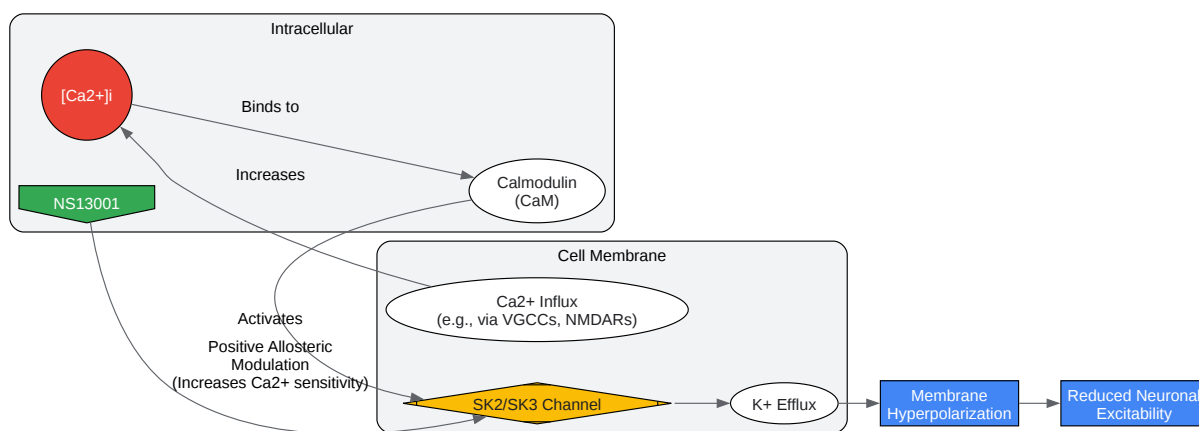 Intracellular
[Ca2+]i
Binds to
Increases
Calmodulin
(CaM)
NS13001
Cell Membrane
Ca2+ Influx
(e.g., via VGCCs, NMDARs)
Activates
Positive Allosteric
Modulation
(Increases Ca2+ sensitivity)
SK2/SK3 Channel
K+ Efflux
Membrane
Hyperpolarization
Reduced Neuronal
Excitability